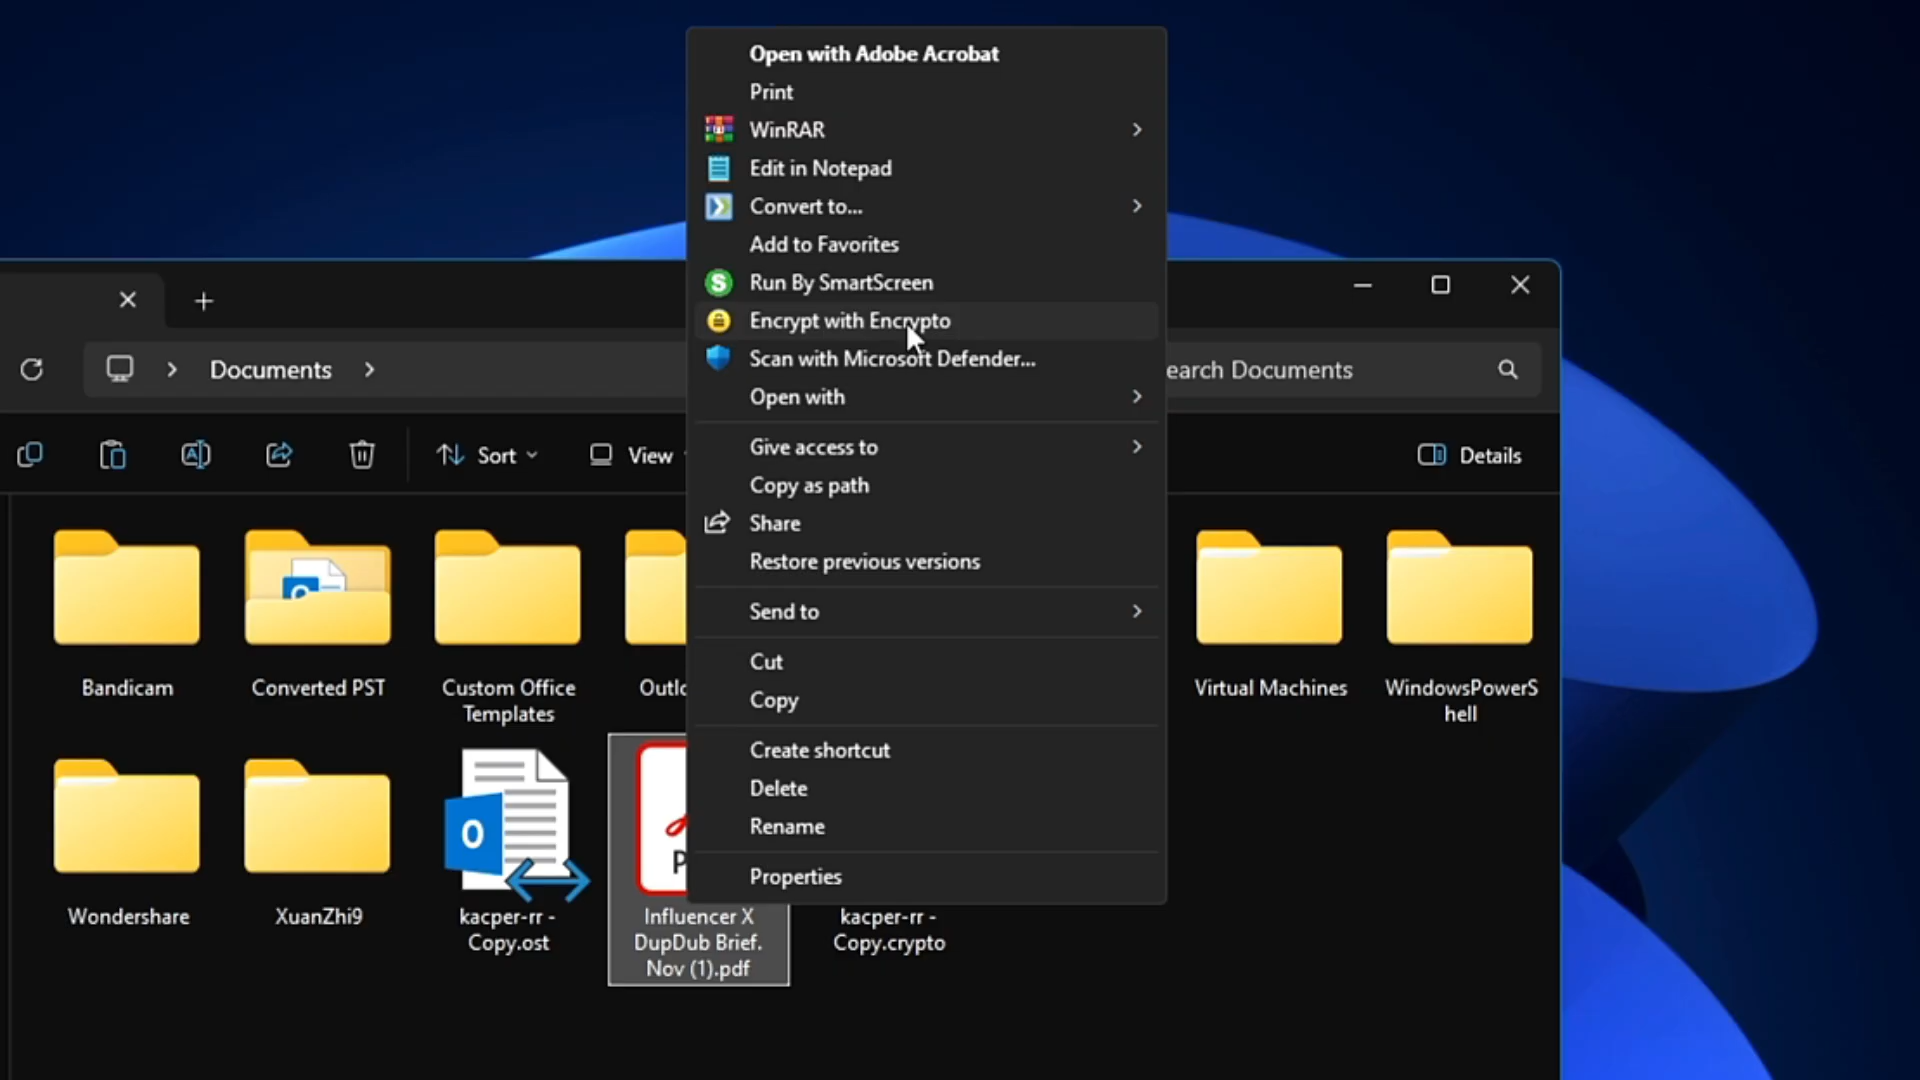 Open with Adobe Acrobat
Print
WinRAR
Edit in Notepad
Convert to...
Add to Favorites
S
Run By SmartScreen
Encrypt with Encrypto
Scan with Microsoft Defender...
Open with
Give access to
Copy as path
Share
Restore previous versions
Send to
Cut
Copy
Create shortcut
Delete
Rename
Properties
Documents
earch Documents
Sort
View
Details
Bandicam
Converted PST
Custom Office
Templates
Outlo
Virtual Machines
WindowsPowerS
hell
Wondershare
XuanZhi9
kacper-rr -
Copy.ost
Influencer X
DupDub Brief.
Nov (1).pdf
kacper-rr -
Copy.crypto